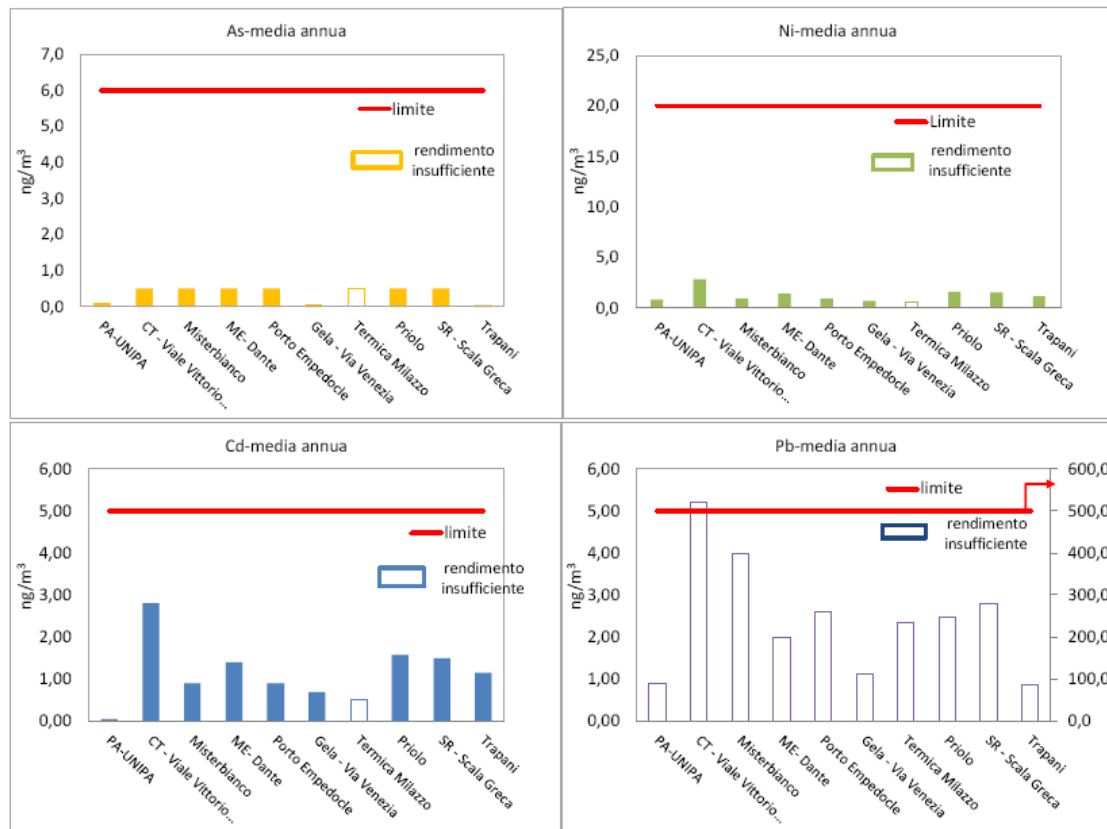 As-media annua
7,0
6,0
5,0
4,0
3,0
2,0
1,0
0,0
ng/m³
limite
rendimento
insufficiente
PA-UNIPA
CT - Viale Vittorio...
Misterbianco
ME- Dante
Porto Empedocle
Gela - Via Venezia
Termica Milazzo
Priolo
SR - Scala Greca
Trapani
Ni-media annua
25,0
20,0
15,0
10,0
5,0
0,0
ng/m³
Limite
rendimento
insufficiente
PA-UNIPA
CT - Viale Vittorio...
Misterbianco
ME- Dante
Porto Empedocle
Gela - Via Venezia
Termica Milazzo
Priolo
SR - Scala Greca
Trapani
Cd-media annua
6,00
5,00
4,00
3,00
2,00
1,00
0,00
ng/m³
limite
rendimento
insufficiente
PA-UNIPA
CT - Viale Vittorio...
Misterbianco
ME- Dante
Porto Empedocle
Gela - Via Venezia
Termica Milazzo
Priolo
SR - Scala Greca
Trapani
Pb-media annua
6,00
5,00
4,00
3,00
2,00
1,00
0,00
ng/m³
limite
rendimento
insufficiente
600,0
500,0
400,0
300,0
200,0
100,0
0,0
PA-UNIPA
CT - Viale Vittorio...
Misterbianco
ME- Dante
Porto Empedocle
Gela - Via Venezia
Termica Milazzo
Priolo
SR - Scala Greca
Trapani